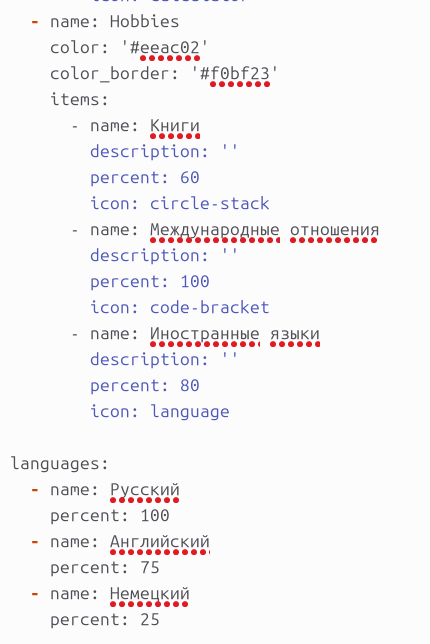 - name: Hobbies
color: '#eeac02'
color_border: '#f0bf23'
items:
- name: Книги
description: ''
percent: 60
icon: circle-stack
- name: Международные отношения
description: ''
percent: 100
icon: code-bracket
- name: Иностранные языки
description: ''
percent: 80
icon: language
languages:
- name: Русский
percent: 100
- name: Английский
percent: 75
- name: Немецкий
percent: 25